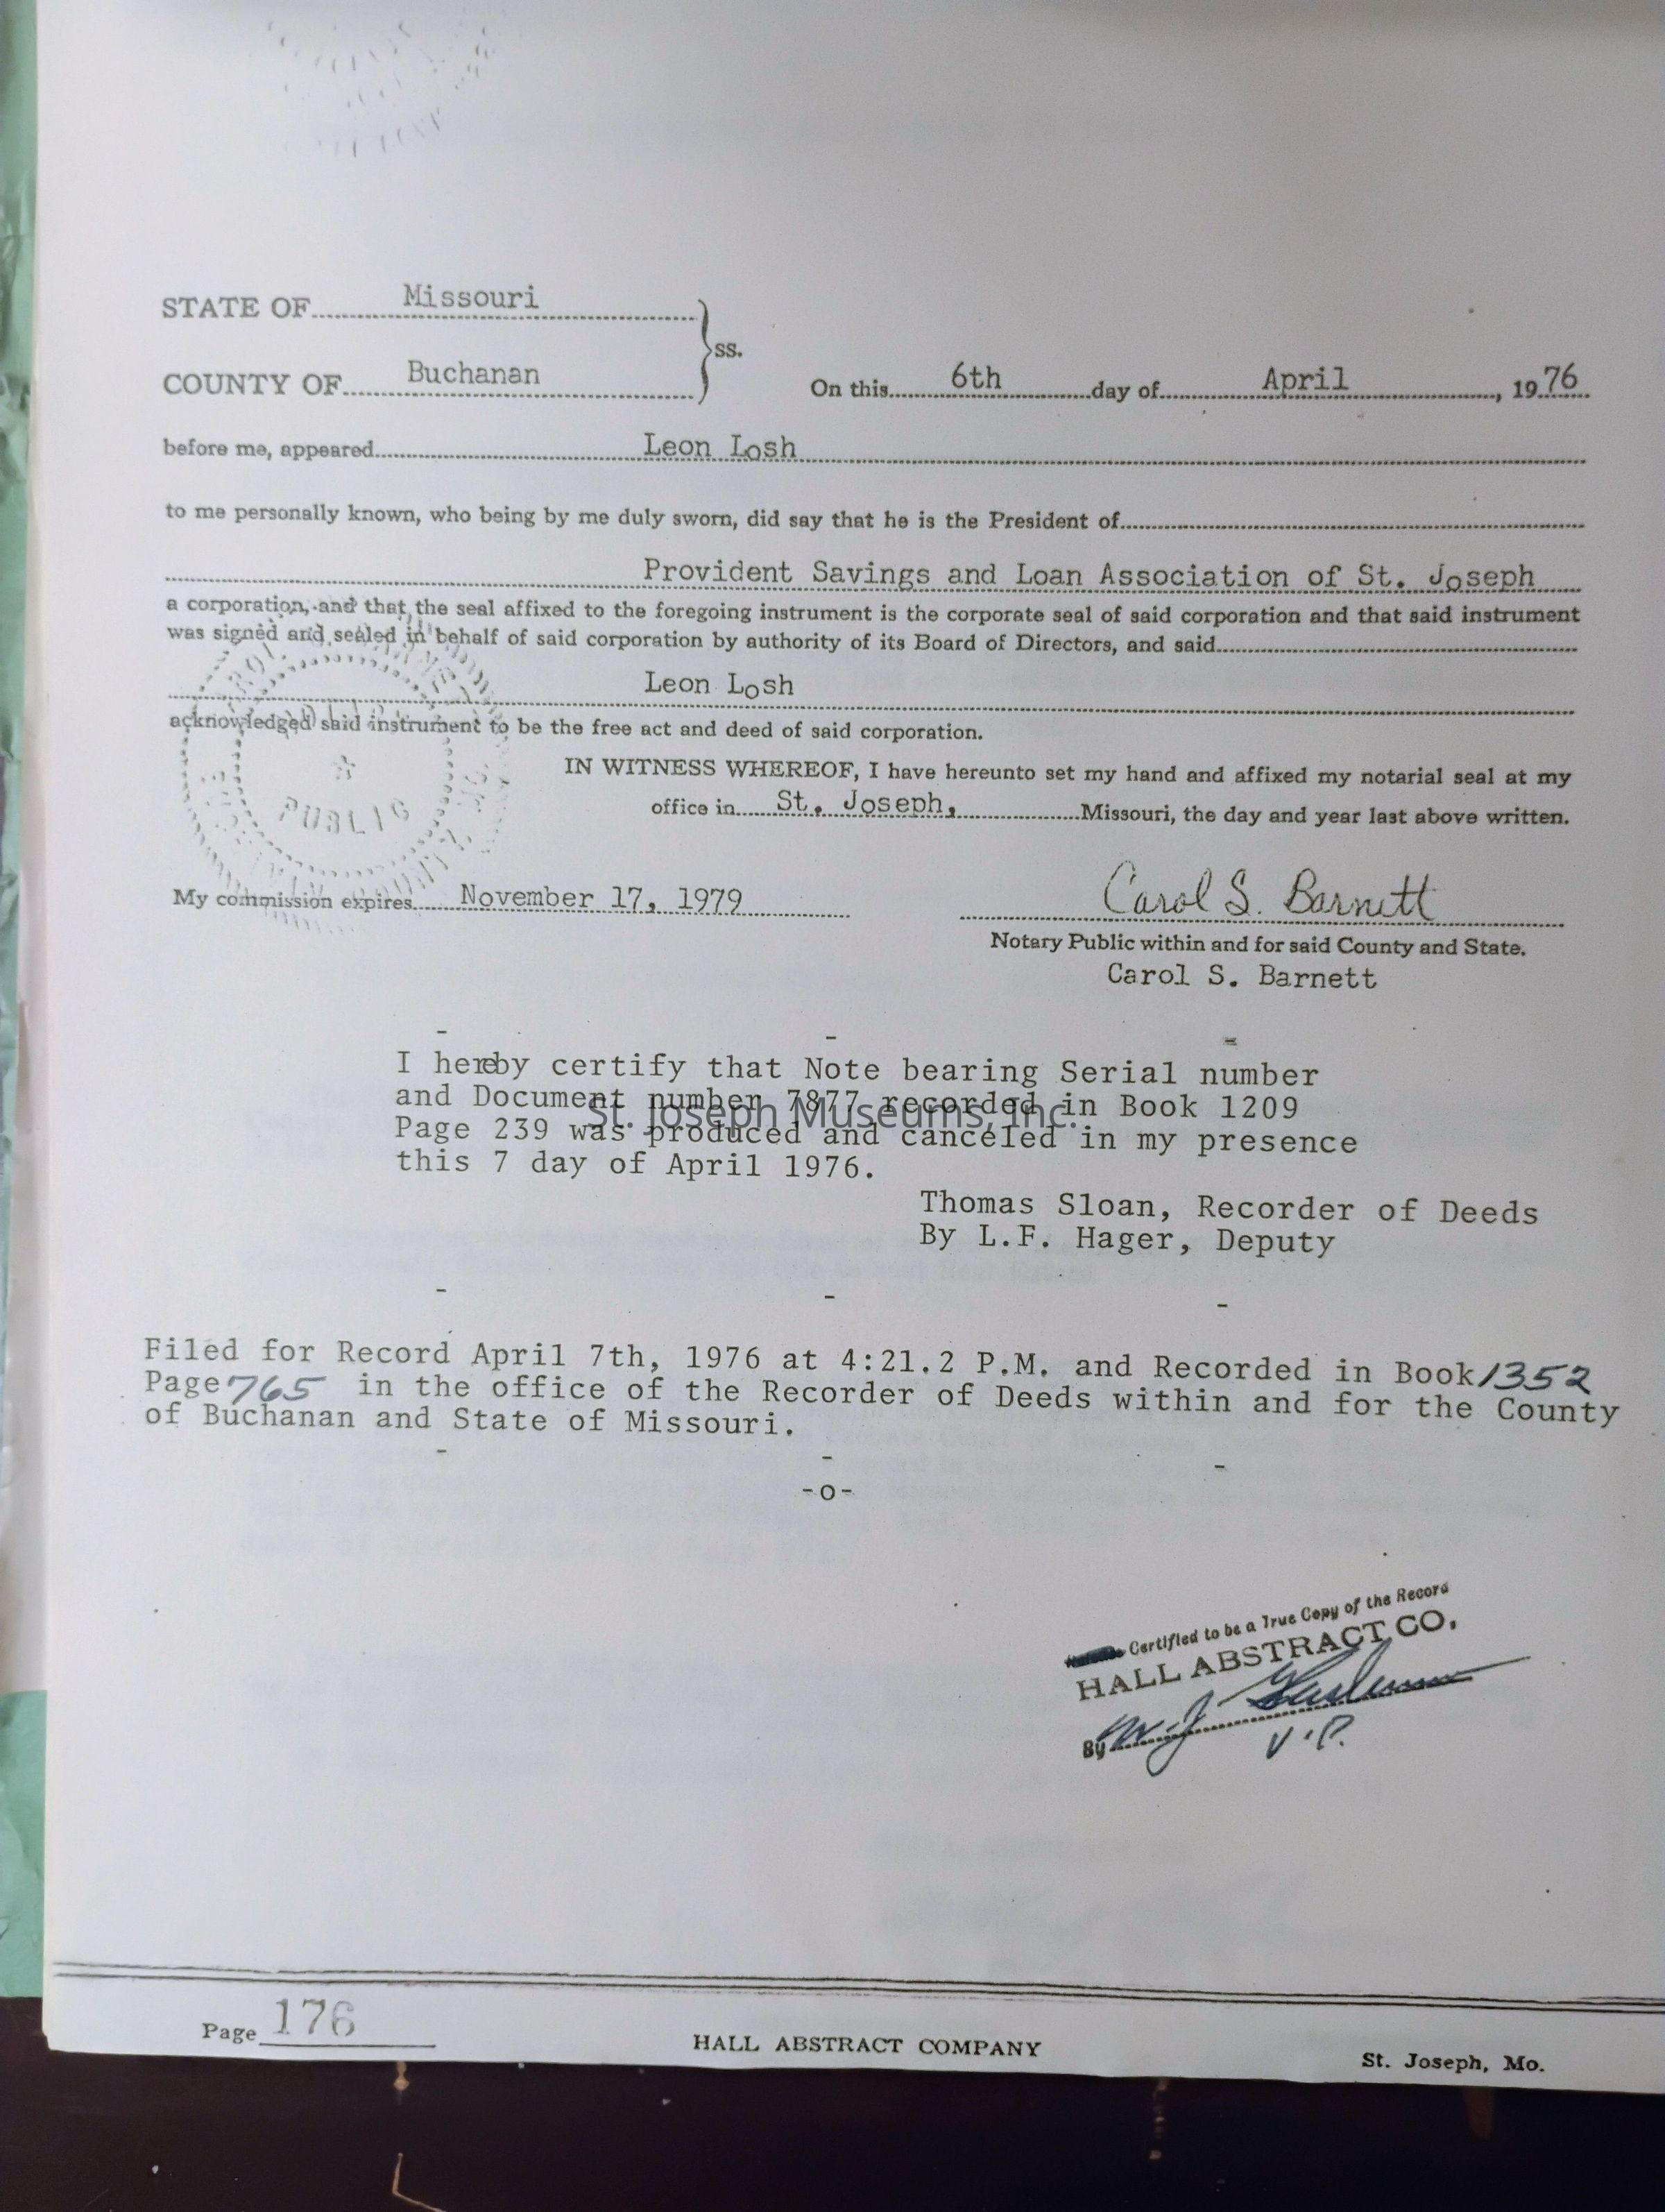 STATE OF Missouri
ss.
COUNTY OF Buchanan On this 6th day of April, 1976
before me, appeared Leon Losh
to me personally known, who being by me duly sworn, did say that he is the President of
Provident Savings and Loan Association of St. Joseph
a corporation, and that the seal affixed to the foregoing instrument is the corporate seal of said corporation and that said instrument
was signed and sealed in behalf of said corporation by authority of its Board of Directors, and said
Leon Losh
acknowledged said instrument to be the free act and deed of said corporation.
PUBLIC
IN WITNESS WHEREOF, I have hereunto set my hand and affixed my notarial seal at my
office in St. Joseph, Missouri, the day and year last above written.
My commission expires November 17, 1979
Carol S. Barnett
Notary Public within and for said County and State.
Carol S. Barnett
I hereby certify that Note bearing Serial number
and Document number 7877 recorded in Book 1209
St. Joseph Museums, Inc.
Page 239 was produced and canceled in my presence
this 7 day of April 1976.
Thomas Sloan, Recorder of Deeds
By L.F. Hager, Deputy
Filed for Record April 7th, 1976 at 4:21.2 P.M. and Recorded in Book 1352
Page 765 in the office of the Recorder of Deeds within and for the County
of Buchanan and State of Missouri.
-o-
Certified to be a True Copy of the Record
HALL ABSTRACT CO.
By
V.P.
Page 176
HALL ABSTRACT COMPANY
St. Joseph, Mo.